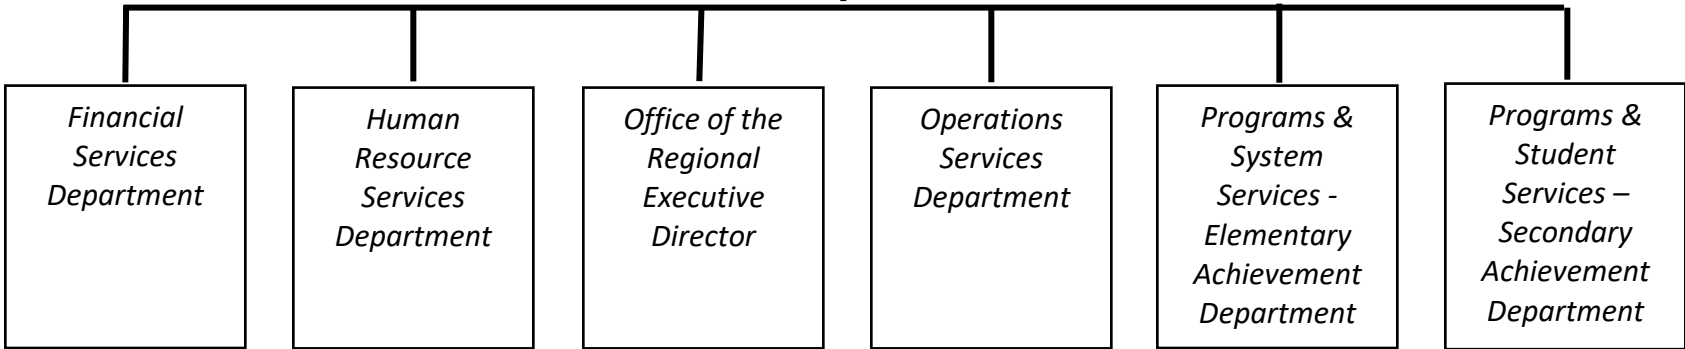 Financial
Services
Department
Human
Resource
Services
Department
Office of the
Regional
Executive
Director
Operations
Services
Department
Programs &
System
Services -
Elementary
Achievement
Department
Programs &
Student
Services –
Secondary
Achievement
Department